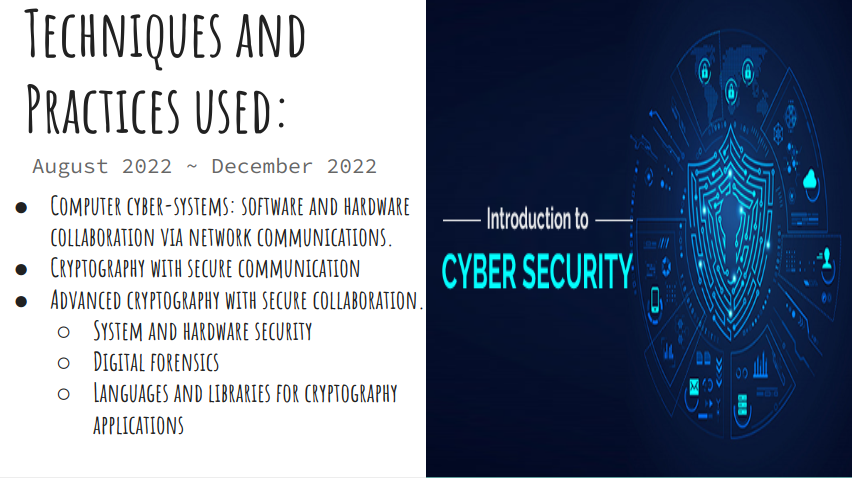 Techniques and
Practices used:
August 2022 ~ December 2022
● Computer cyber-systems: software and hardware
collaboration via network communications.
● Cryptography with secure communication
● Advanced cryptography with secure collaboration.
○ System and hardware security
○ Digital forensics
○ Languages and libraries for cryptography
applications
Introduction to
CYBER SECURITY